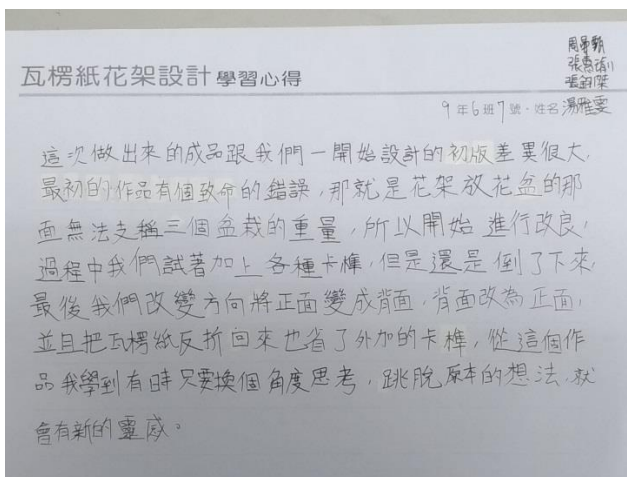 周昂甄
張喬涓
張鈞傑
瓦楞紙花架設計 學習心得
9年6班7號.姓名湯雅雯
這次做出來的成品跟我們一開始設計的初版差異很大,
最初的作品有個致命的錯誤,那就是花架放花盆的那
面無法支稱三個盆栽的重量,所以開始 進行改良,
過程中我們試著加上各種卡榫,但是還是倒了下來,
最後我們改變方向將正面變成背面,背面改為正面,
並且把瓦楞紙反折回來也省了外加的卡榫,從這個作
品我學到有時只要換個角度思考,跳脫原本的想法,就
會有新的靈感。